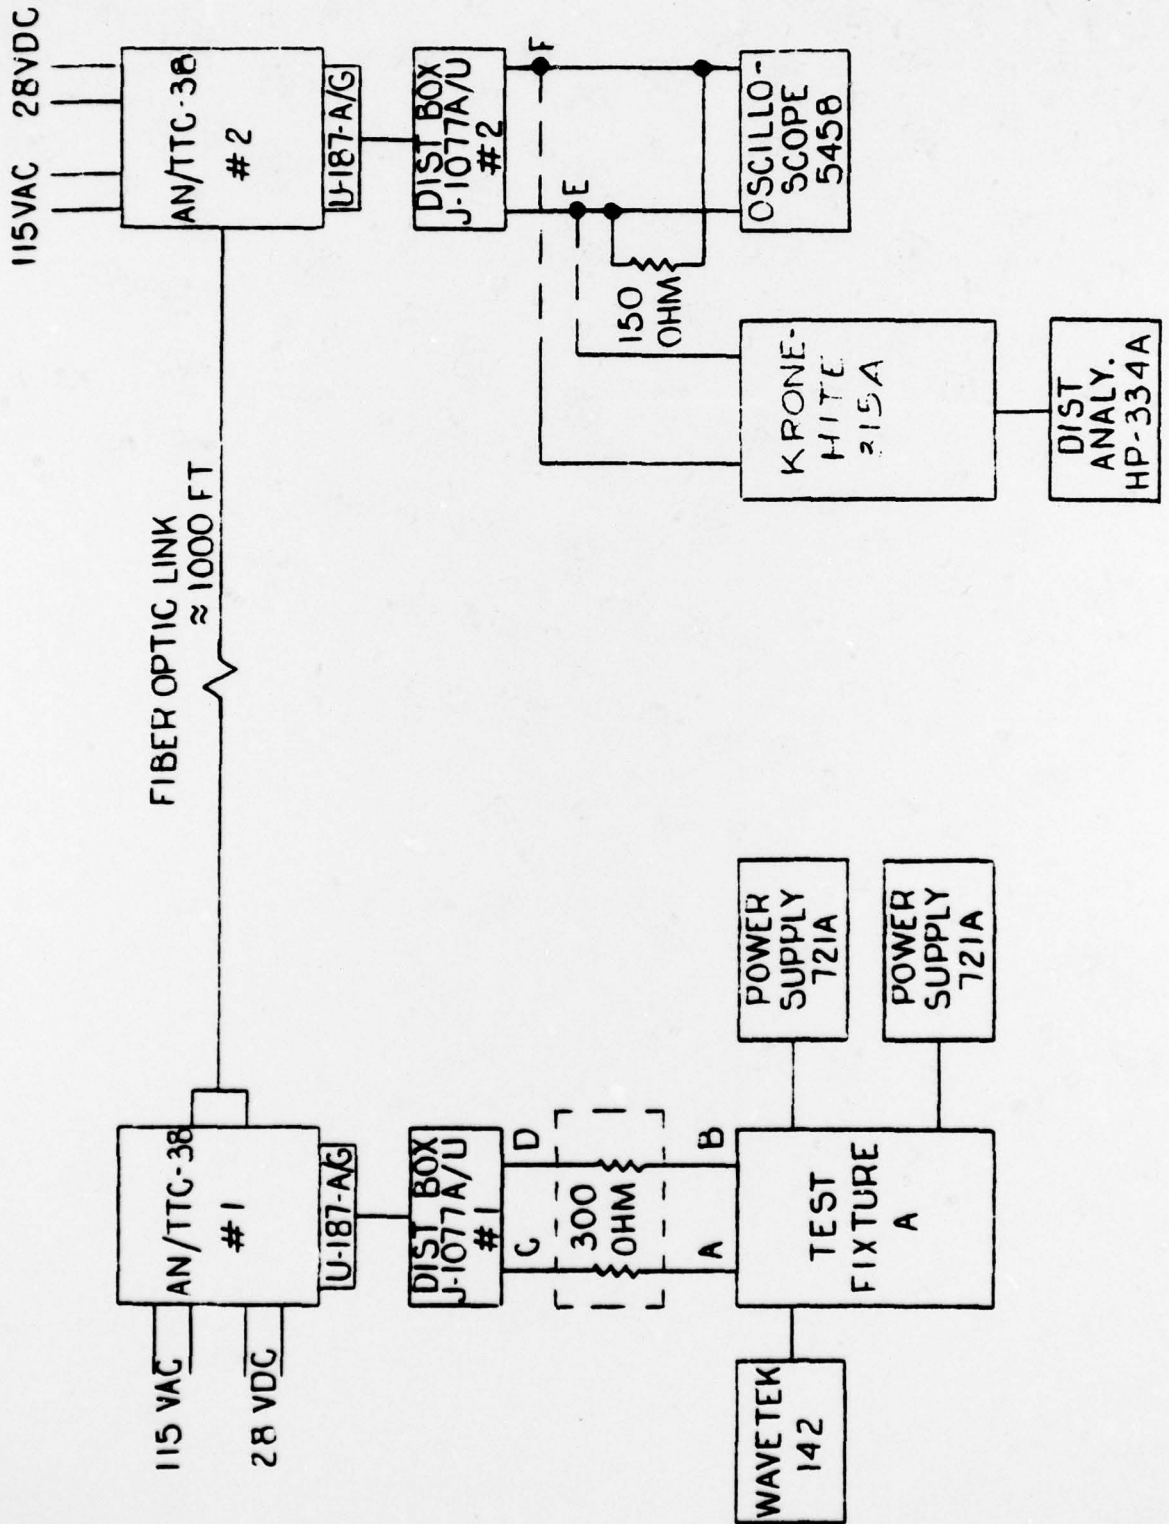 115 VAC
28 VDC
AN/TTC-38
#1
U-187-A/G
DIST BOX
J-1077A/U
#1
C
D
300
OHM
A
B
TEST
FIXTURE
A
WAVETEK
142
POWER
SUPPLY
721A
POWER
SUPPLY
721A
FIBER OPTIC LINK
≈ 1000 FT
115VAC
28VDC
AN/TTC-38
#2
U-187-A/G
DIST BOX
J-1077A/U
#2
E
F
150
OHM
OSCILLO-
SCOPE
545B
KRONE-
HITE
215A
DIST
ANALY.
HP-334A